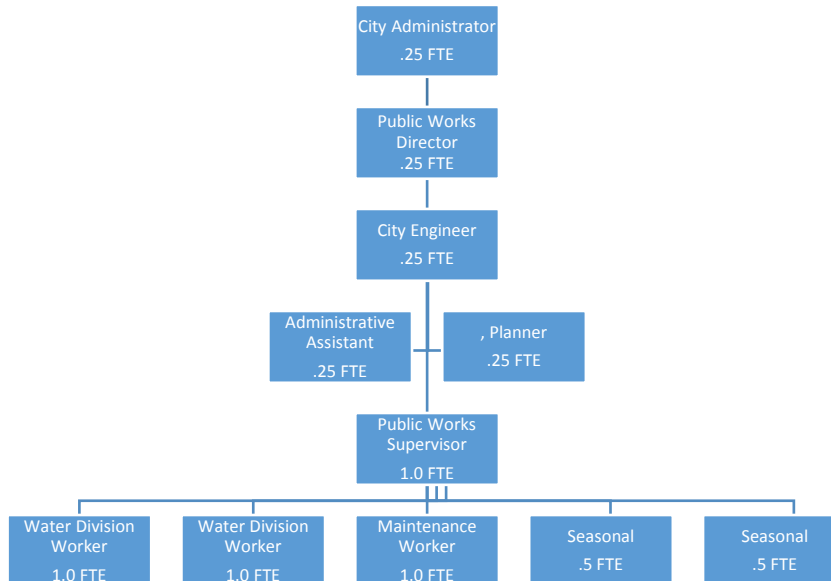 City Administrator
.25 FTE
Public Works
Director
.25 FTE
City Engineer
.25 FTE
Administrative
Assistant
.25 FTE
, Planner
.25 FTE
Public Works
Supervisor
1.0 FTE
Water Division
Worker
1.0 FTE
Water Division
Worker
1.0 FTE
Maintenance
Worker
1.0 FTE
Seasonal
.5 FTE
Seasonal
.5 FTE